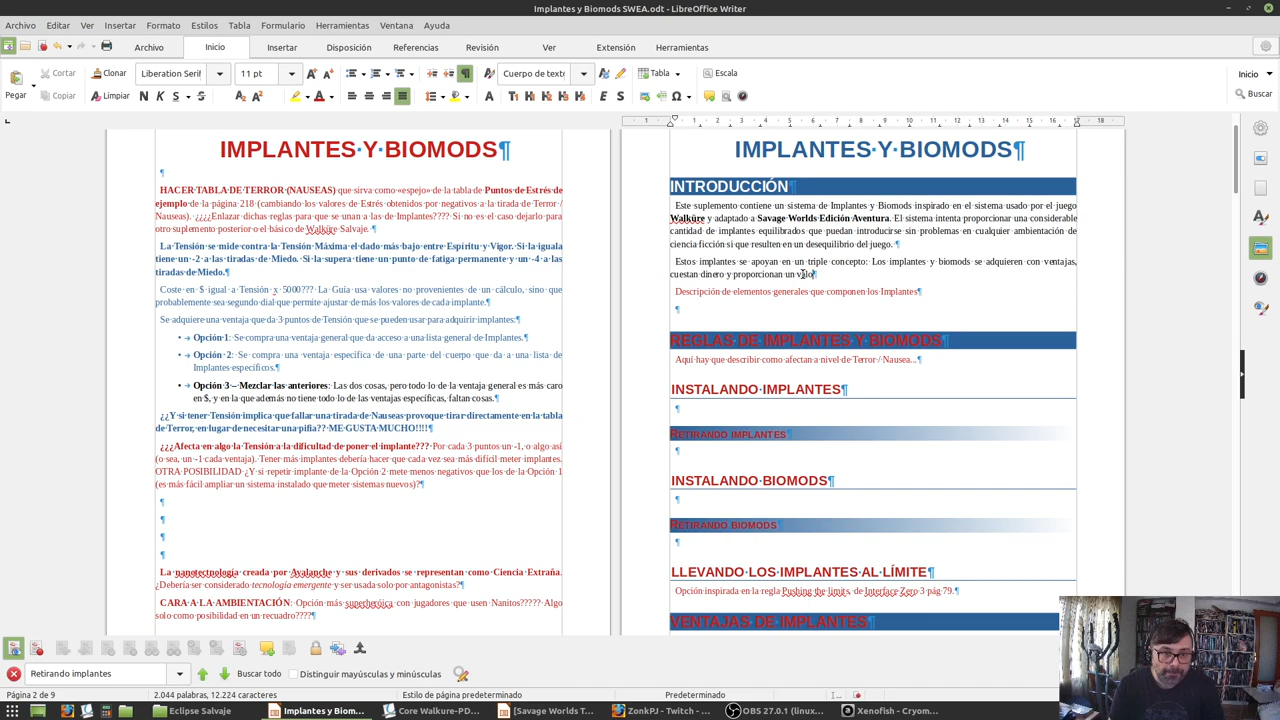 Implantes y Biomods SWEA.odt - LibreOffice Writer
Archivo Editar Ver Insertar Formato Estilos Tabla Formulario Herramientas Ventana Ayuda
Archivo Inicio Insertar Disposición Referencias Revisión Ver Extensión Herramientas
Cortar Clonar Liberation Serif 11 pt Cuerpo de texto Tabla Escala Inicio
Pegar Copiar Limpiar N K S S Buscar
1 1 2 3 4 5 6 7 8 9 10 11 12 13 14 15 16 17 18
IMPLANTES·Y·BIOMODS¶
¶
HACER TABLA DE TERROR (NAUSEAS) que sirva como «espejo» de la tabla de Puntos de Estrés de
ejemplo de la página 218 (cambiando los valores de Estrés obtenidos por negativos a la tirada de Terror /
Nauseas). ¿¿¿¿Enlazar dichas reglas para que se unan a las de Implantes???? Si no es el caso dejarlo para
otro suplemento posterior o el básico de Walküre Salvaje. ¶
La Tensión se mide contra la Tensión Máxima el dado más bajo entre Espíritu y Vigor. Si la iguala
tiene un -2 a las tiradas de Miedo. Si la supera tiene un punto de fatiga permanente y un -4 a las
tiradas de Miedo.¶
Coste en $ igual a Tensión x 5000??? La Guía usa valores no provenientes de un cálculo, sino que
probablemente sea segundo dial que permite ajustar de más los valores de cada implante.¶
Se adquiere una ventaja que da 3 puntos de Tensión que se pueden usar para adquirir implantes:¶
• Opción 1: Se compra una ventaja general que da acceso a una lista general de Implantes.¶
• Opción 2: Se compra una ventaja específica de una parte del cuerpo que da a una lista de
Implantes específicos.¶
• Opción 3 – Mezclar las anteriores: Las dos cosas, pero todo lo de la ventaja general es más caro
en $, y en la que además no tiene todo lo de las ventajas específicas, faltan cosas.¶
¿¿Y si tener Tensión implica que fallar una tirada de Nauseas provoque tirar directamente en la tabla
de Terror, en lugar de necesitar una pifia?? ME GUSTA MUCHO!!!!¶
¿¿¿Afecta en algo la Tensión a la dificultad de poner el implante??? Por cada 3 puntos un -1, o algo así
(o sea, un -1 cada ventaja). Tener más implantes debería hacer que cada vez sea más difícil meter implantes.
OTRA POSIBILIDAD ¿Y si repetir implante de la Opción 2 mete menos negativos que los de la Opción 1
(es más fácil ampliar un sistema instalado que meter sistemas nuevos)?¶
¶
¶
¶
¶
La nanotectnología creada por Avalanche y sus derivados se representan como Ciencia Extraña.
¿Debería ser considerado tecnología emergente y ser usada solo por antagonistas?¶
CARA A LA AMBIENTACIÓN: Opción más superheróica con jugadores que usen Nanitos????? Algo
solo como posibilidad en un recuadro????¶
IMPLANTES·Y·BIOMODS¶
INTRODUCCIÓN¶
Este suplemento contiene un sistema de Implantes y Biomods inspirado en el sistema usado por el juego
Walküre y adaptado a Savage Worlds Edición Aventura. El sistema intenta proporcionar una considerable
cantidad de implantes equilibrados que puedan introducirse sin problemas en cualquier ambientación de
ciencia ficción si que resulten en un desequilibrio del juego. ¶
Estos implantes se apoyan en un triple concepto: Los implantes y biomods se adquieren con ventajas,
cuestan dinero y proporcionan un valo¶
Descripción de elementos generales que componen los Implantes¶
¶
REGLAS·DE·IMPLANTES·Y·BIOMODS¶
Aquí hay que describir como afectan a nivel de Terror / Nausea...¶
INSTALANDO·IMPLANTES¶
¶
RETIRANDO IMPLANTES¶
¶
INSTALANDO·BIOMODS¶
¶
RETIRANDO BIOMODS¶
¶
LLEVANDO·LOS·IMPLANTES·AL·LÍMITE¶
Opción inspirada en la regla Pushing the limits, de Interface Zero 3 pág 79.¶
VENTAJAS·DE·IMPLANTES¶
Retirando implantes Buscar todo Distinguir mayúsculas y minúsculas
Página 2 de 9 2.044 palabras, 12.224 caracteres Estilo de página predeterminado Predeterminado
Eclipse Salvaje Implantes y Biom... Core Walkure-PD... [Savage Worlds T... ZonkPJ - Twitch - ... OBS 27.0.1 (linux... Xenofish - Cryom...